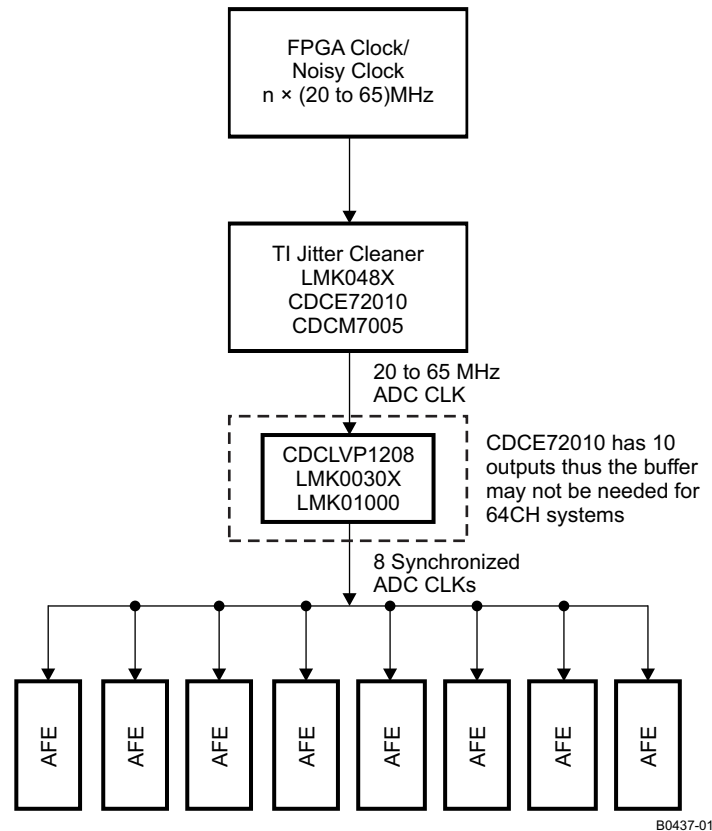 FPGA Clock/
Noisy Clock
n × (20 to 65)MHz
TI Jitter Cleaner
LMK048X
CDCE72010
CDCM7005
20 to 65 MHz
ADC CLK
CDCLVP1208
LMK0030X
LMK01000
CDCE72010 has 10
outputs thus the buffer
may not be needed for
64CH systems
8 Synchronized
ADC CLKs
AFE
AFE
AFE
AFE
AFE
AFE
AFE
AFE
B0437-01